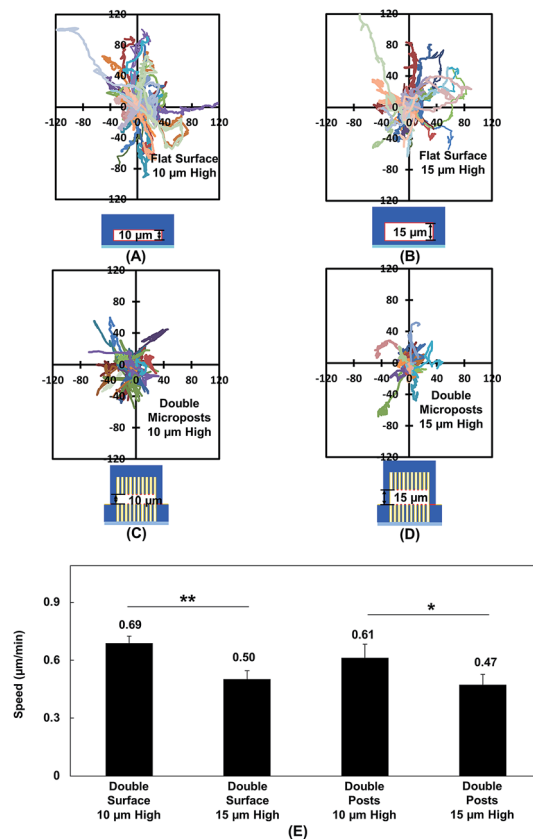 120
80
40
0
-120 -80 -40 0 40 80 120
-40
-80
-120
Flat Surface
10 μm High
10 μm
(A)
120
80
40
0
-120 -80 -40 0 40 80 120
-40
-80
-120
Flat Surface
15 μm High
15 μm
(B)
120
80
40
0
-120 -80 -40 0 40 80 120
-40
-80
-120
Double
Microposts
10 μm High
10 μm
(C)
120
80
40
0
-120 -80 -40 0 40 80 120
-40
-80
-120
Double
Microposts
15 μm High
15 μm
(D)
Speed (μm/min)
0.9
0.6
0.3
0
**
*
0.69
0.50
0.61
0.47
Double
Surface
10 μm High
Double
Surface
15 μm High
Double
Posts
10 μm High
Double
Posts
15 μm High
(E)